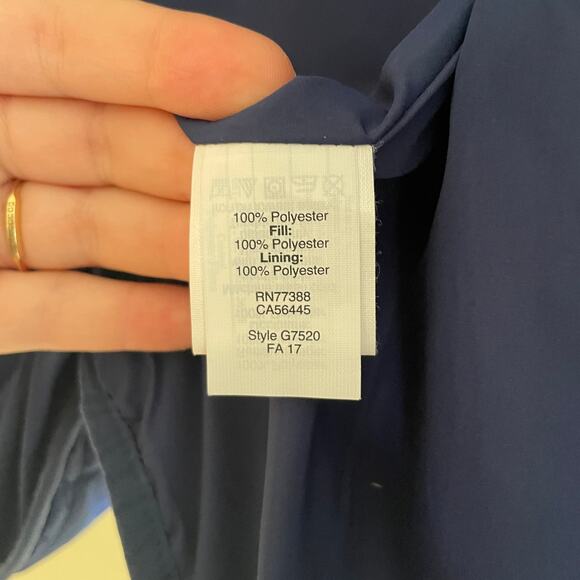 100% Polyester
Fill:
100% Polyester
Lining:
100% Polyester
RN77388
CA56445
Style G7520
FA 17